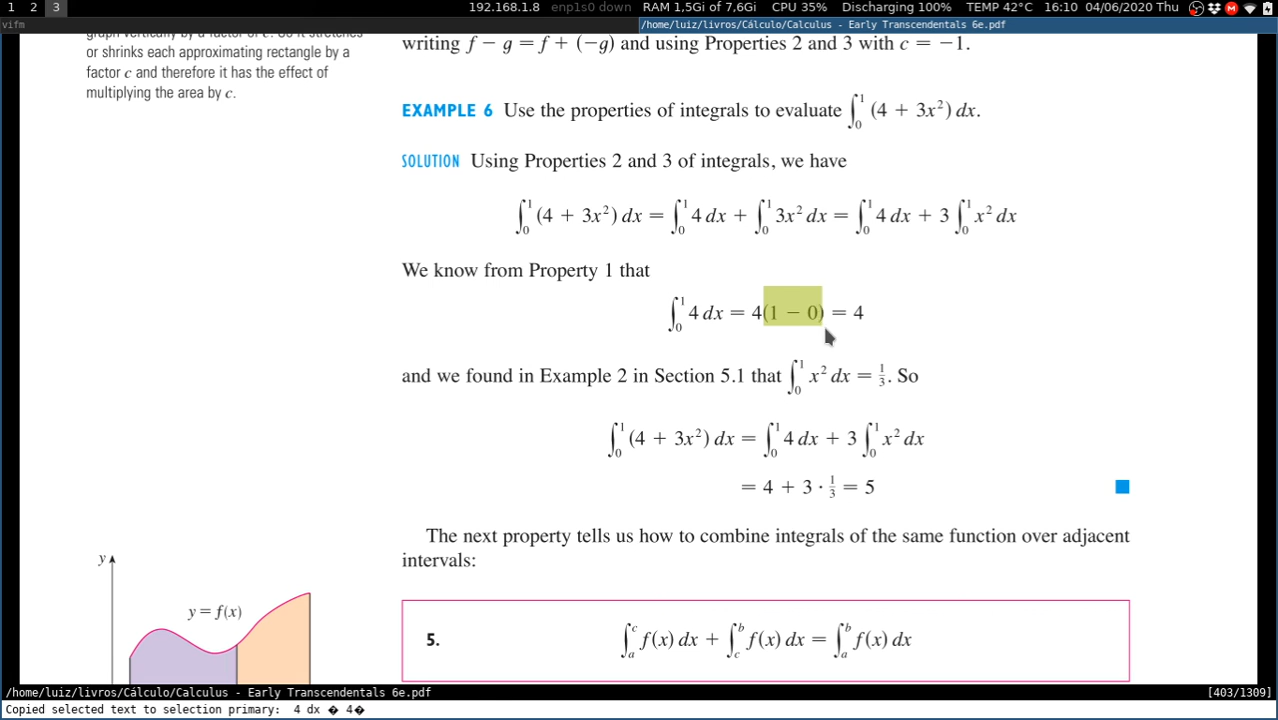 1 2 3 192.168.1.8 enp1s0 down RAM 1,5Gi of 7,6Gi CPU 35% Discharging 100% TEMP 42°C 16:10 04/06/2020 Thu
vifm /home/luiz/livros/Cálculo/Calculus - Early Transcendentals 6e.pdf
graph vertically by a factor of c. So it stretches
or shrinks each approximating rectangle by a
factor c and therefore it has the effect of
multiplying the area by c.
writing f − g = f + (−g) and using Properties 2 and 3 with c = −1.
EXAMPLE 6 Use the properties of integrals to evaluate ∫₀¹ (4 + 3x²) dx.
SOLUTION Using Properties 2 and 3 of integrals, we have
∫₀¹ (4 + 3x²) dx = ∫₀¹ 4 dx + ∫₀¹ 3x² dx = ∫₀¹ 4 dx + 3 ∫₀¹ x² dx
We know from Property 1 that
∫₀¹ 4 dx = 4(1 − 0) = 4
and we found in Example 2 in Section 5.1 that ∫₀¹ x² dx = 1/3. So
∫₀¹ (4 + 3x²) dx = ∫₀¹ 4 dx + 3 ∫₀¹ x² dx
= 4 + 3 · 1/3 = 5
The next property tells us how to combine integrals of the same function over adjacent
intervals:
y
y = f(x)
5. ∫ₐᶜ f(x) dx + ∫_c^b f(x) dx = ∫ₐᵇ f(x) dx
/home/luiz/livros/Cálculo/Calculus - Early Transcendentals 6e.pdf [403/1309]
Copied selected text to selection primary: 4 dx � 4�